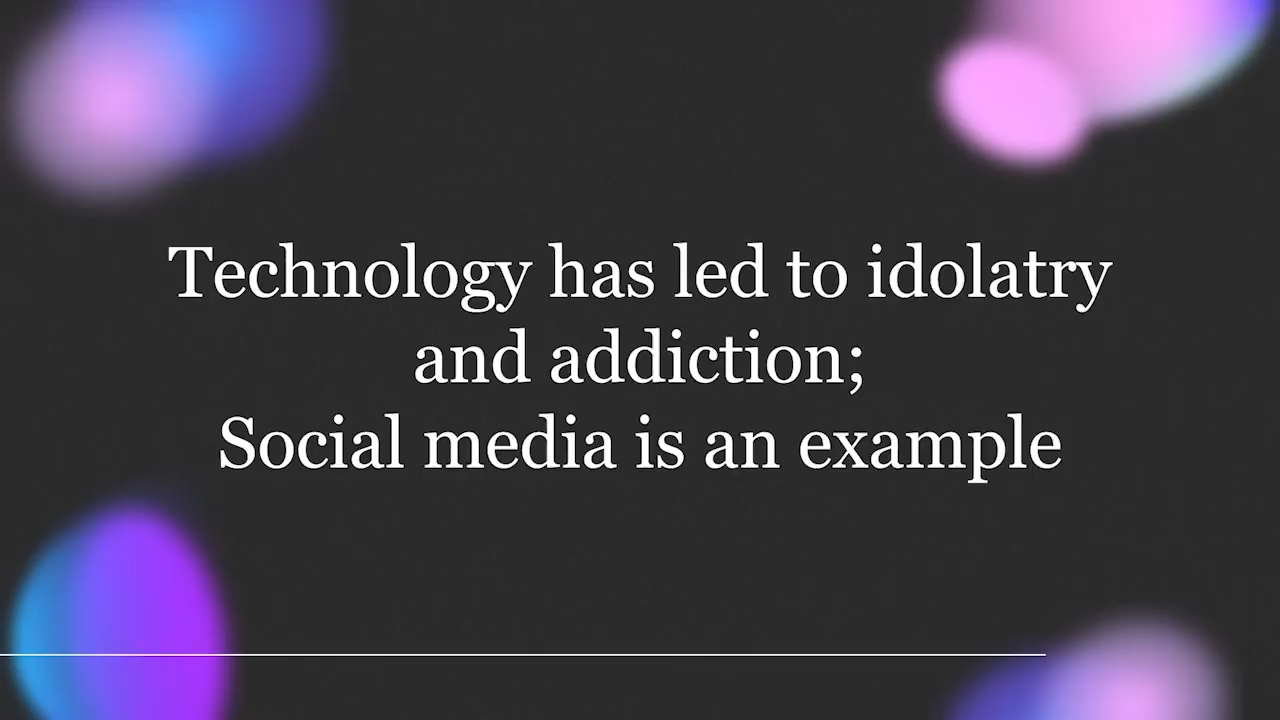 Technology has led to idolatry
and addiction;
Social media is an example